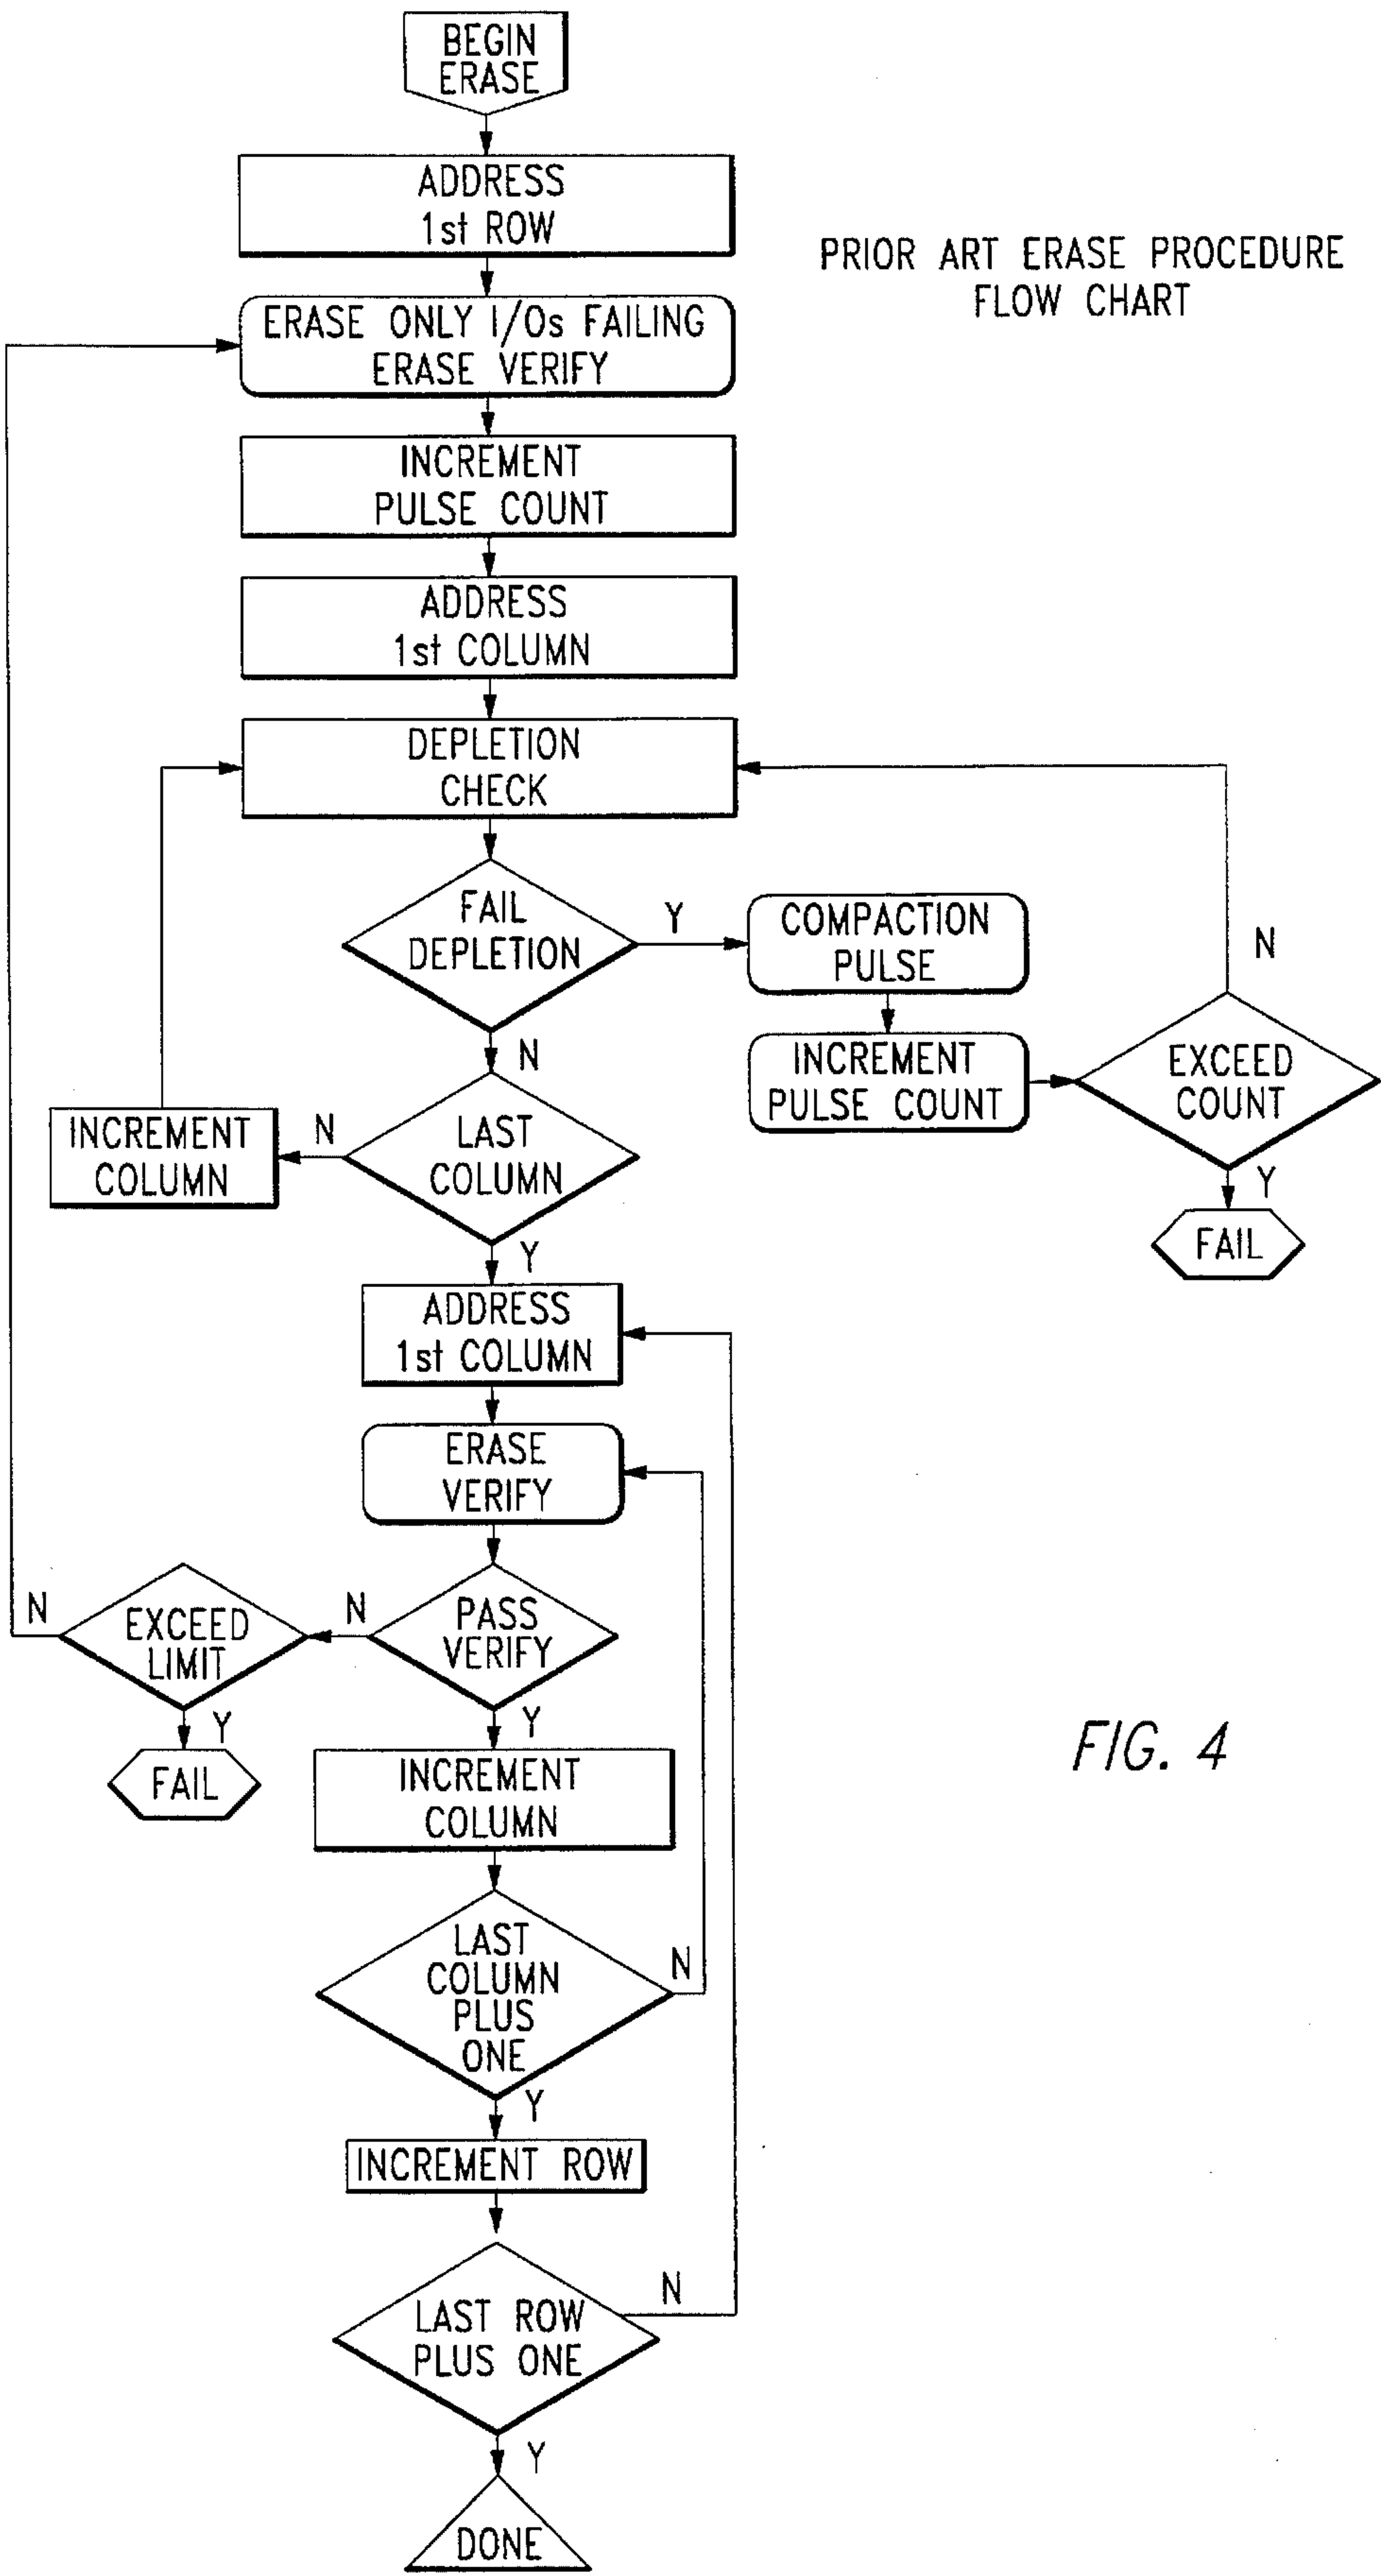 BEGIN
ERASE
ADDRESS
1st ROW
PRIOR ART ERASE PROCEDURE
FLOW CHART
ERASE ONLY I/Os FAILING
ERASE VERIFY
INCREMENT
PULSE COUNT
ADDRESS
1st COLUMN
DEPLETION
CHECK
FAIL
DEPLETION
Y
COMPACTION
PULSE
N
INCREMENT
PULSE COUNT
EXCEED
COUNT
Y
FAIL
N
LAST
COLUMN
N
INCREMENT
COLUMN
Y
ADDRESS
1st COLUMN
ERASE
VERIFY
PASS
VERIFY
N
EXCEED
LIMIT
N
Y
FAIL
Y
INCREMENT
COLUMN
FIG. 4
LAST
COLUMN
PLUS
ONE
N
Y
INCREMENT ROW
LAST ROW
PLUS ONE
N
Y
DONE